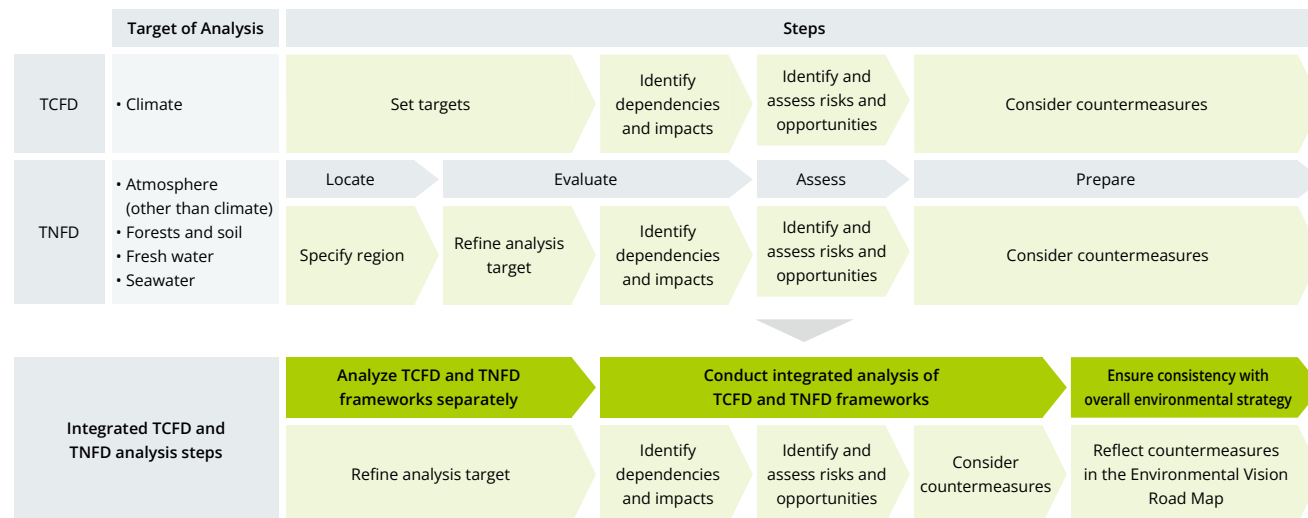 Target of Analysis
Steps
TCFD
• Climate
Set targets
Identify
dependencies
and impacts
Identify and
assess risks and
opportunities
Consider countermeasures
TNFD
• Atmosphere
(other than climate)
• Forests and soil
• Fresh water
• Seawater
Locate
Evaluate
Assess
Prepare
Specify region
Refine analysis
target
Identify
dependencies
and impacts
Identify and
assess risks and
opportunities
Consider countermeasures
Integrated TCFD and
TNFD analysis steps
Analyze TCFD and TNFD
frameworks separately
Conduct integrated analysis of
TCFD and TNFD frameworks
Ensure consistency with
overall environmental strategy
Refine analysis target
Identify
dependencies
and impacts
Identify and
assess risks and
opportunities
Consider
countermeasures
Reflect countermeasures
in the Environmental Vision
Road Map